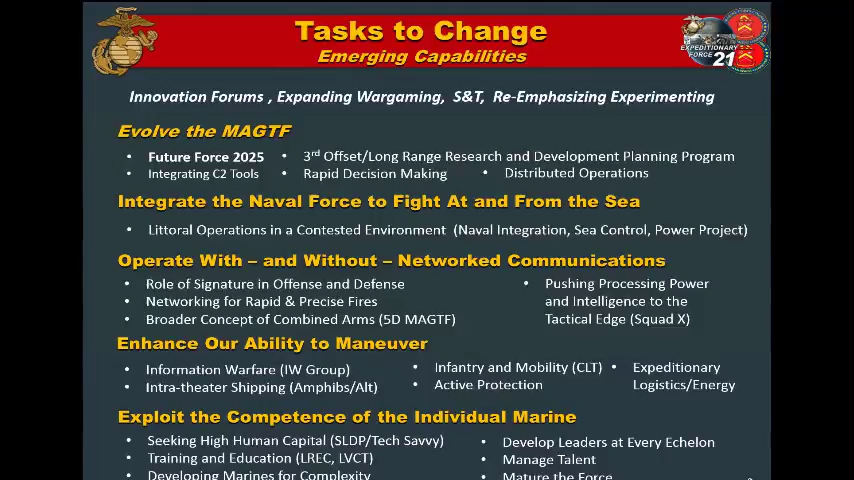 Tasks to Change
Emerging Capabilities
EXPEDITIONARY
FORCE 21
Innovation Forums , Expanding Wargaming, S&T, Re-Emphasizing Experimenting
Evolve the MAGTF
• Future Force 2025 • 3rd Offset/Long Range Research and Development Planning Program
• Integrating C2 Tools • Rapid Decision Making • Distributed Operations
Integrate the Naval Force to Fight At and From the Sea
• Littoral Operations in a Contested Environment (Naval Integration, Sea Control, Power Project)
Operate With – and Without – Networked Communications
• Role of Signature in Offense and Defense
• Networking for Rapid & Precise Fires
• Broader Concept of Combined Arms (5D MAGTF)
• Pushing Processing Power
and Intelligence to the
Tactical Edge (Squad X)
Enhance Our Ability to Maneuver
• Information Warfare (IW Group)
• Intra-theater Shipping (Amphibs/Alt)
• Infantry and Mobility (CLT)
• Active Protection
• Expeditionary
Logistics/Energy
Exploit the Competence of the Individual Marine
• Seeking High Human Capital (SLDP/Tech Savvy)
• Training and Education (LREC, LVCT)
• Developing Marines for Complexity
• Develop Leaders at Every Echelon
• Manage Talent
• Mature the Force